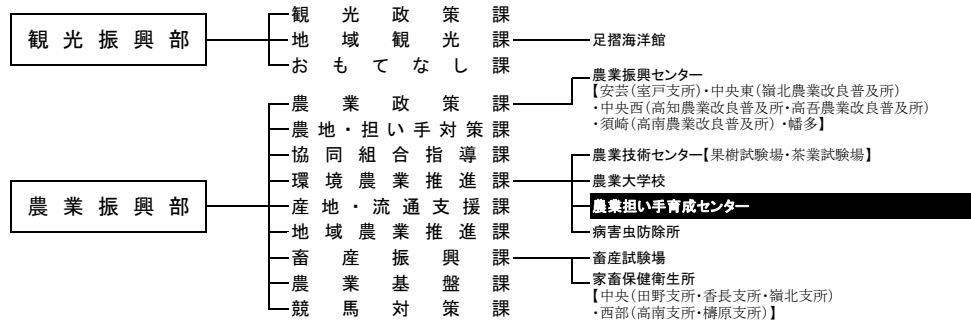 観光振興部
観光政策課
地域観光課
足摺海洋館
おもてなし課
農業振興部
農業政策課
農業振興センター
【安芸(室戸支所)・中央東(嶺北農業改良普及所)
・中央西(高知農業改良普及所・高吾農業改良普及所)
・須崎(高南農業改良普及所)・幡多】
農地・担い手対策課
協同組合指導課
環境農業推進課
農業技術センター【果樹試験場・茶業試験場】
農業大学校
農業担い手育成センター
病害虫防除所
産地・流通支援課
地域農業推進課
畜産振興課
畜産試験場
家畜保健衛生所
【中央(田野支所・香長支所・嶺北支所)
・西部(高南支所・梼原支所)】
農業基盤課
競馬対策課